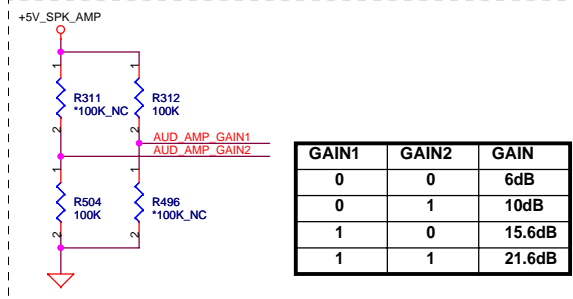 +5V_SPK_AMP
1
1
R311
*100K_NC
R312
100K
2
2
AUD_AMP_GAIN1
AUD_AMP_GAIN2
1
1
R504
100K
R496
*100K_NC
2
2
GAIN1 GAIN2 GAIN
0 0 6dB
0 1 10dB
1 0 15.6dB
1 1 21.6dB